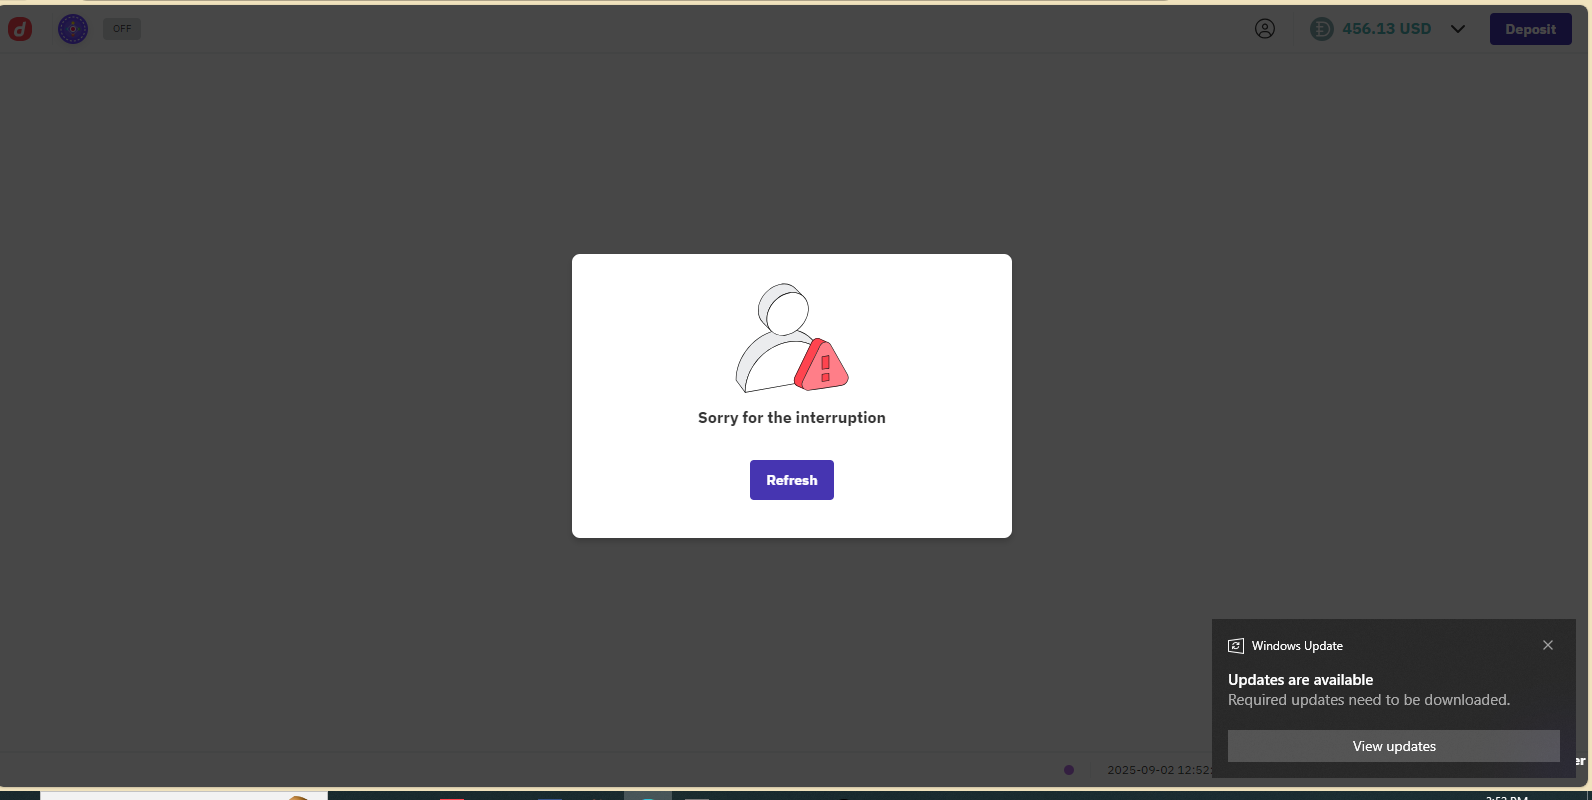 d
OFF
456.13 USD
Deposit
Sorry for the interruption
Refresh
Windows Update
Updates are available
Required updates need to be downloaded.
View updates
2025-09-02 12:52
er